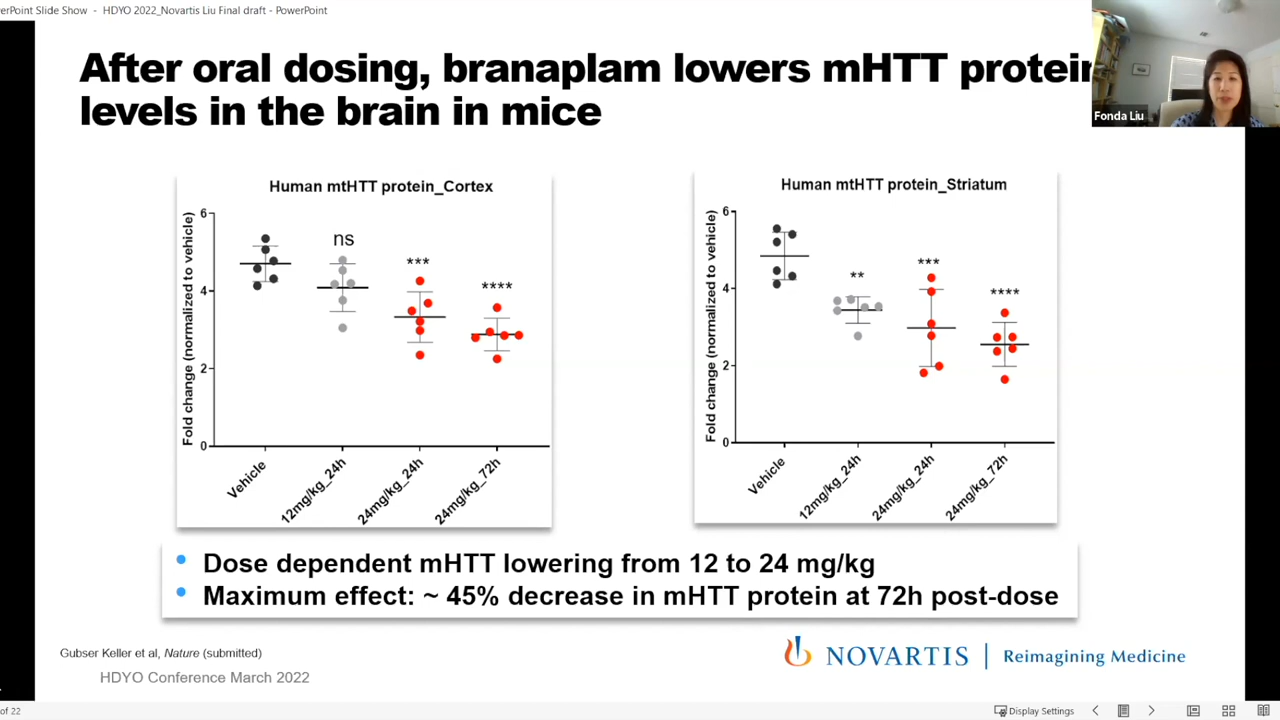 erPoint Slide Show - HDYO 2022_Novartis Liu Final draft - PowerPoint
After oral dosing, branaplam lowers mHTT protein
levels in the brain in mice
Fonda Liu
Human mtHTT protein_Cortex
Fold change (normalized to vehicle)
6
4
2
0
ns
***
****
Vehicle
12mg/kg_24h
24mg/kg_24h
24mg/kg_72h
Human mtHTT protein_Striatum
Fold change (normalized to vehicle)
6
4
2
0
**
***
****
Vehicle
12mg/kg_24h
24mg/kg_24h
24mg/kg_72h
• Dose dependent mHTT lowering from 12 to 24 mg/kg
• Maximum effect: ~ 45% decrease in mHTT protein at 72h post-dose
Gubser Keller et al, Nature (submitted)
HDYO Conference March 2022
NOVARTIS | Reimagining Medicine
of 22
Display Settings